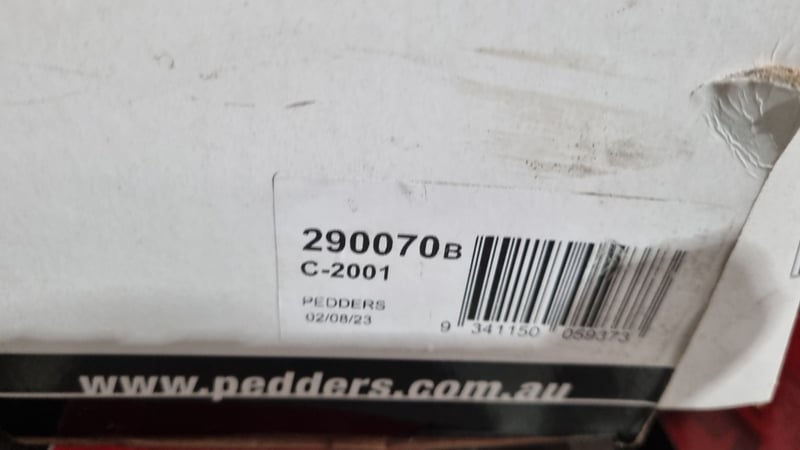 290070B
C-2001
PEDDERS
02/08/23
9 341150 059373
www.pedders.com.au